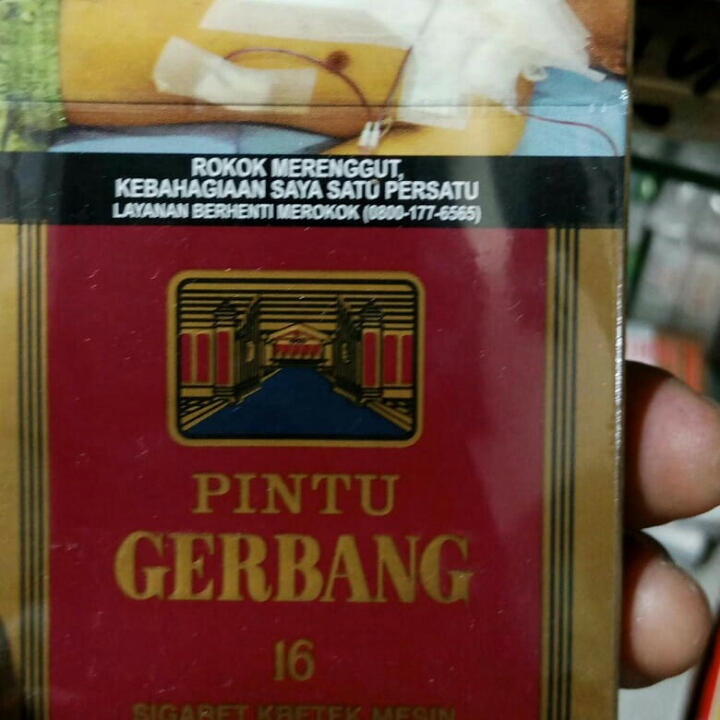 ROKOK MERENGGUT,
KEBAHAGIAAN SAYA SATU PERSATU
LAYANAN BERHENTI MEROKOK (0800-177-6565)
PINTU
GERBANG
16
SIGARET KRETEK MESIN